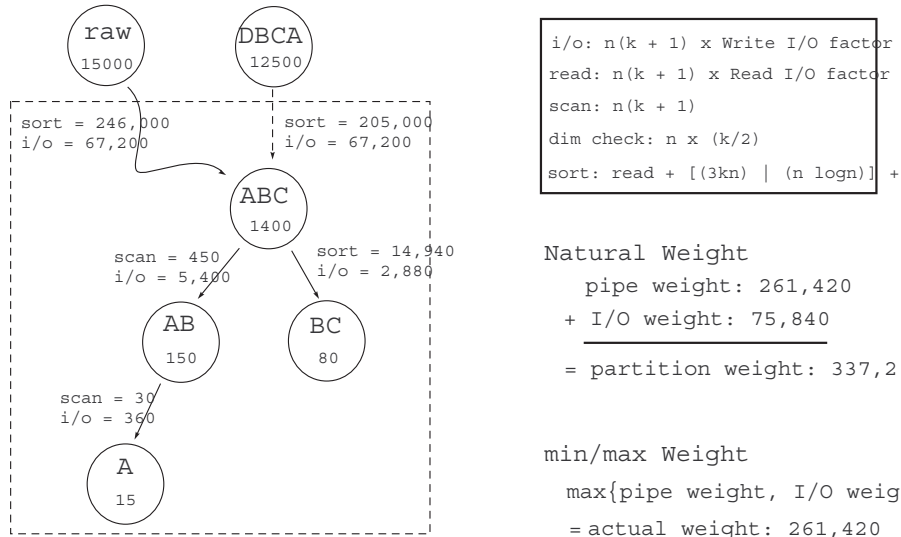 raw
15000
DBCA
12500
sort = 246,000
i/o = 67,200
sort = 205,000
i/o = 67,200
ABC
1400
scan = 450
i/o = 5,400
sort = 14,940
i/o = 2,880
AB
150
BC
80
scan = 30
i/o = 360
A
15
i/o: n(k + 1) x Write I/O factor
read: n(k + 1) x Read I/O factor
scan: n(k + 1)
dim check: n x (k/2)
sort: read + [(3kn) | (n logn)] +
Natural Weight
pipe weight: 261,420
+ I/O weight: 75,840
= partition weight: 337,2
min/max Weight
max{pipe weight, I/O weig
= actual weight: 261,420